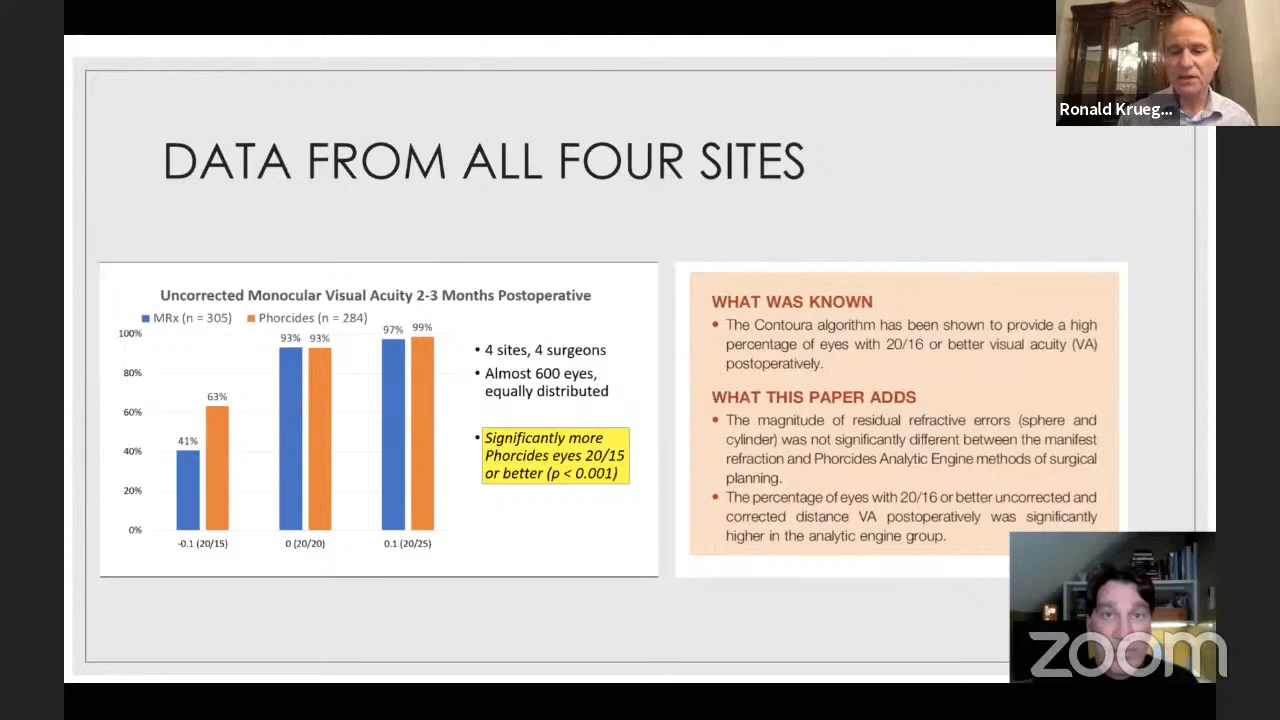 Ronald Krueg...
DATA FROM ALL FOUR SITES
Uncorrected Monocular Visual Acuity 2-3 Months Postoperative
MRx (n = 305) Phorcides (n = 284)
100%
80%
60%
40%
20%
0%
41%
63%
93%
93%
97%
99%
-0.1 (20/15)
0 (20/20)
0.1 (20/25)
• 4 sites, 4 surgeons
• Almost 600 eyes,
equally distributed
• Significantly more
Phorcides eyes 20/15
or better (p < 0.001)
WHAT WAS KNOWN
• The Contoura algorithm has been shown to provide a high
percentage of eyes with 20/16 or better visual acuity (VA)
postoperatively.
WHAT THIS PAPER ADDS
• The magnitude of residual refractive errors (sphere and
cylinder) was not significantly different between the manifest
refraction and Phorcides Analytic Engine methods of surgical
planning.
• The percentage of eyes with 20/16 or better uncorrected and
corrected distance VA postoperatively was significantly
higher in the analytic engine group.
zoom